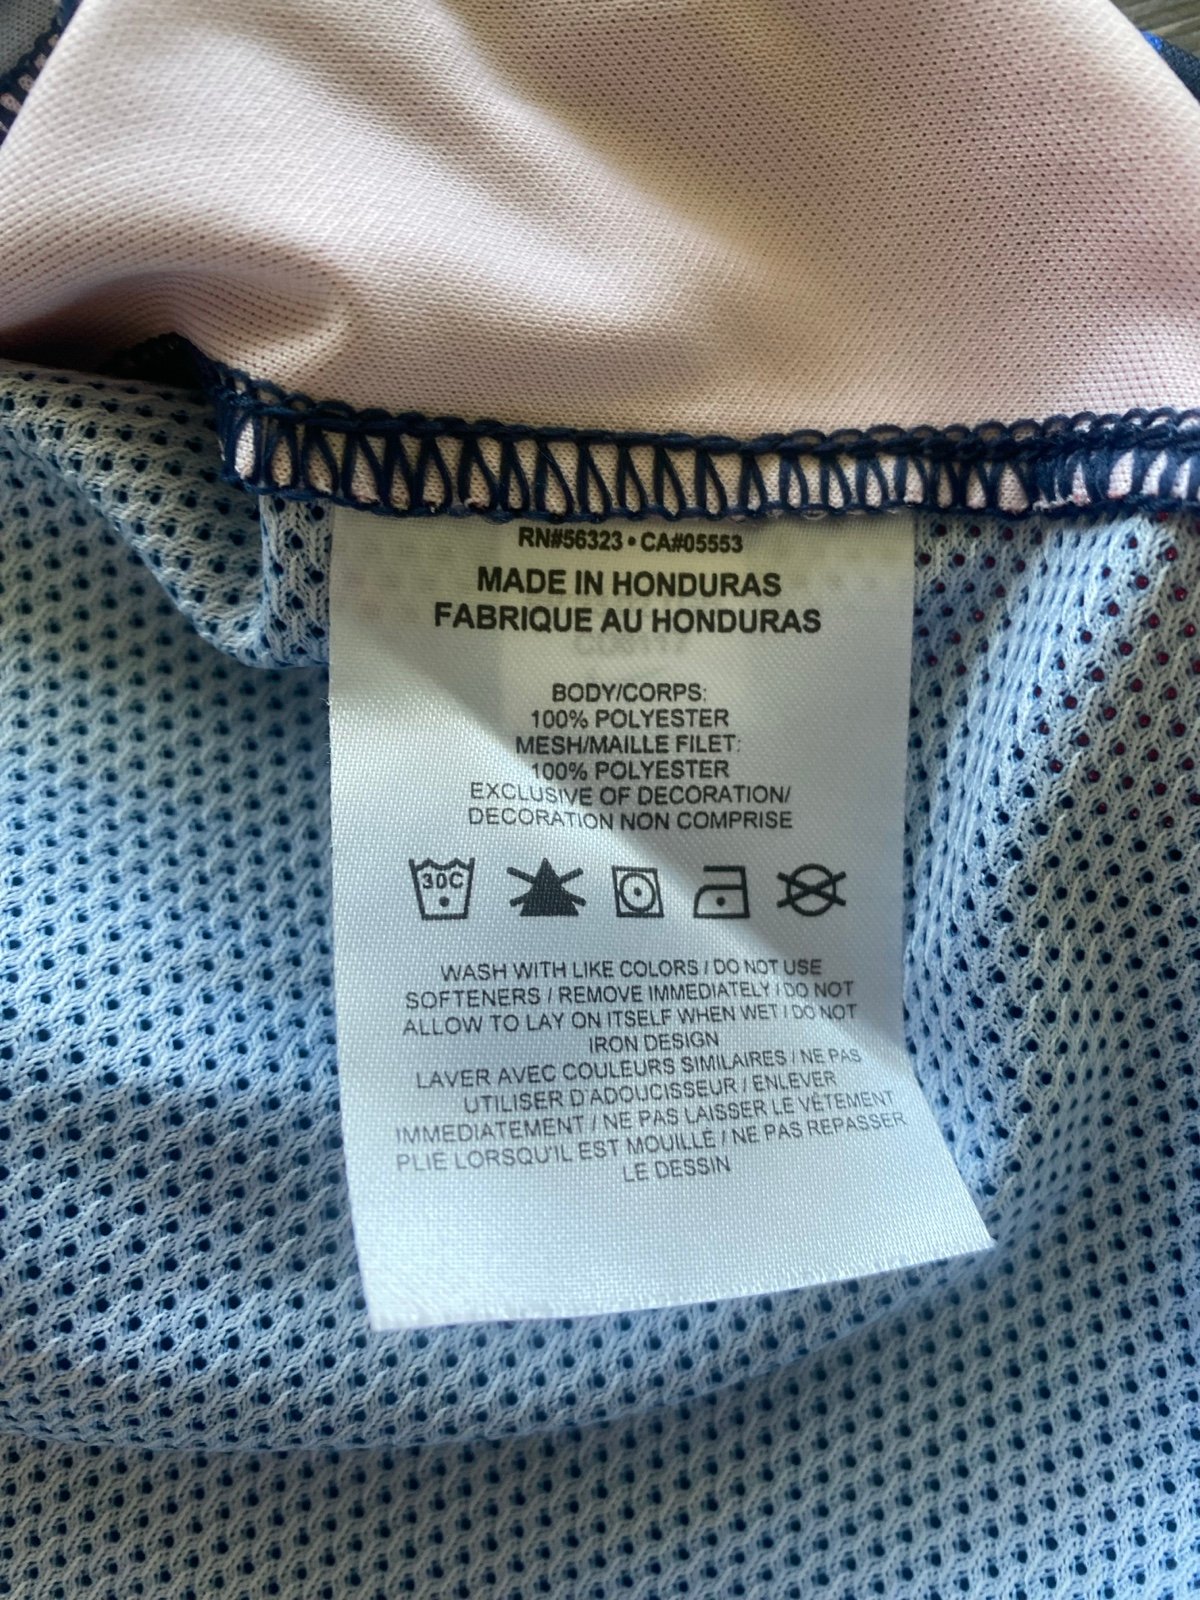 RN#56323 • CA#05553
MADE IN HONDURAS
FABRIQUE AU HONDURAS
BODY/CORPS:
100% POLYESTER
MESH/MAILLE FILET:
100% POLYESTER
EXCLUSIVE OF DECORATION/
DECORATION NON COMPRISE
30C
WASH WITH LIKE COLORS / DO NOT USE
SOFTENERS / REMOVE IMMEDIATELY / DO NOT
ALLOW TO LAY ON ITSELF WHEN WET / DO NOT
IRON DESIGN
LAVER AVEC COULEURS SIMILAIRES / NE PAS
UTILISER D'ADOUCISSEUR / ENLEVER
IMMEDIATEMENT / NE PAS LAISSER LE VÊTEMENT
PLIE LORSQU'IL EST MOUILLÉ / NE PAS REPASSER
LE DESSIN